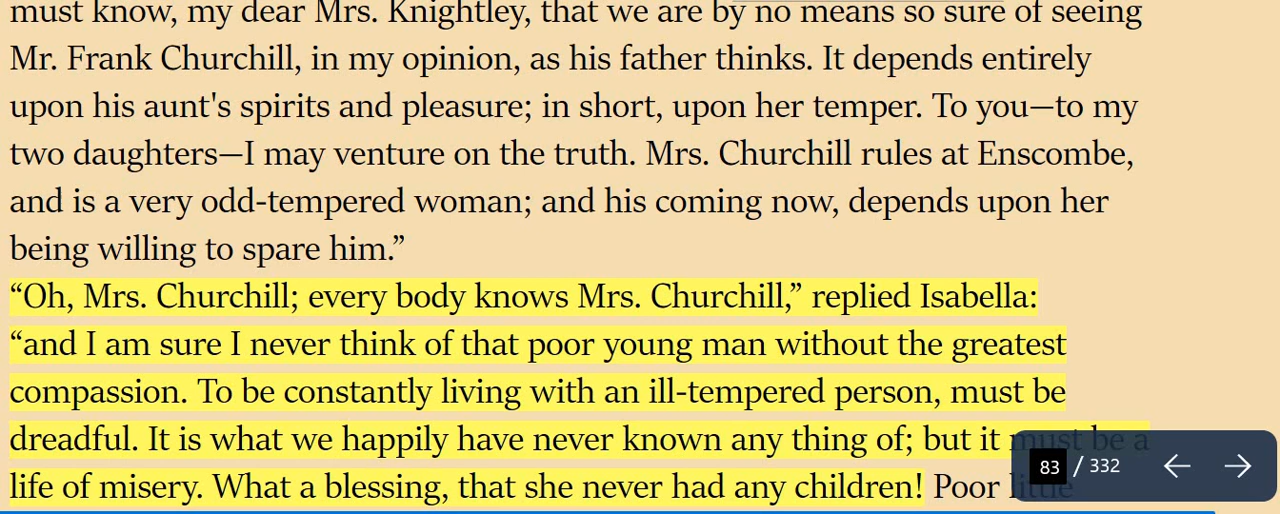 must know, my dear Mrs. Knightley, that we are by no means so sure of seeing
Mr. Frank Churchill, in my opinion, as his father thinks. It depends entirely
upon his aunt's spirits and pleasure; in short, upon her temper. To you—to my
two daughters—I may venture on the truth. Mrs. Churchill rules at Enscombe,
and is a very odd-tempered woman; and his coming now, depends upon her
being willing to spare him.”
“Oh, Mrs. Churchill; every body knows Mrs. Churchill,” replied Isabella:
“and I am sure I never think of that poor young man without the greatest
compassion. To be constantly living with an ill-tempered person, must be
dreadful. It is what we happily have never known any thing of; but it must be a
life of misery. What a blessing, that she never had any children! Poor little
83 / 332